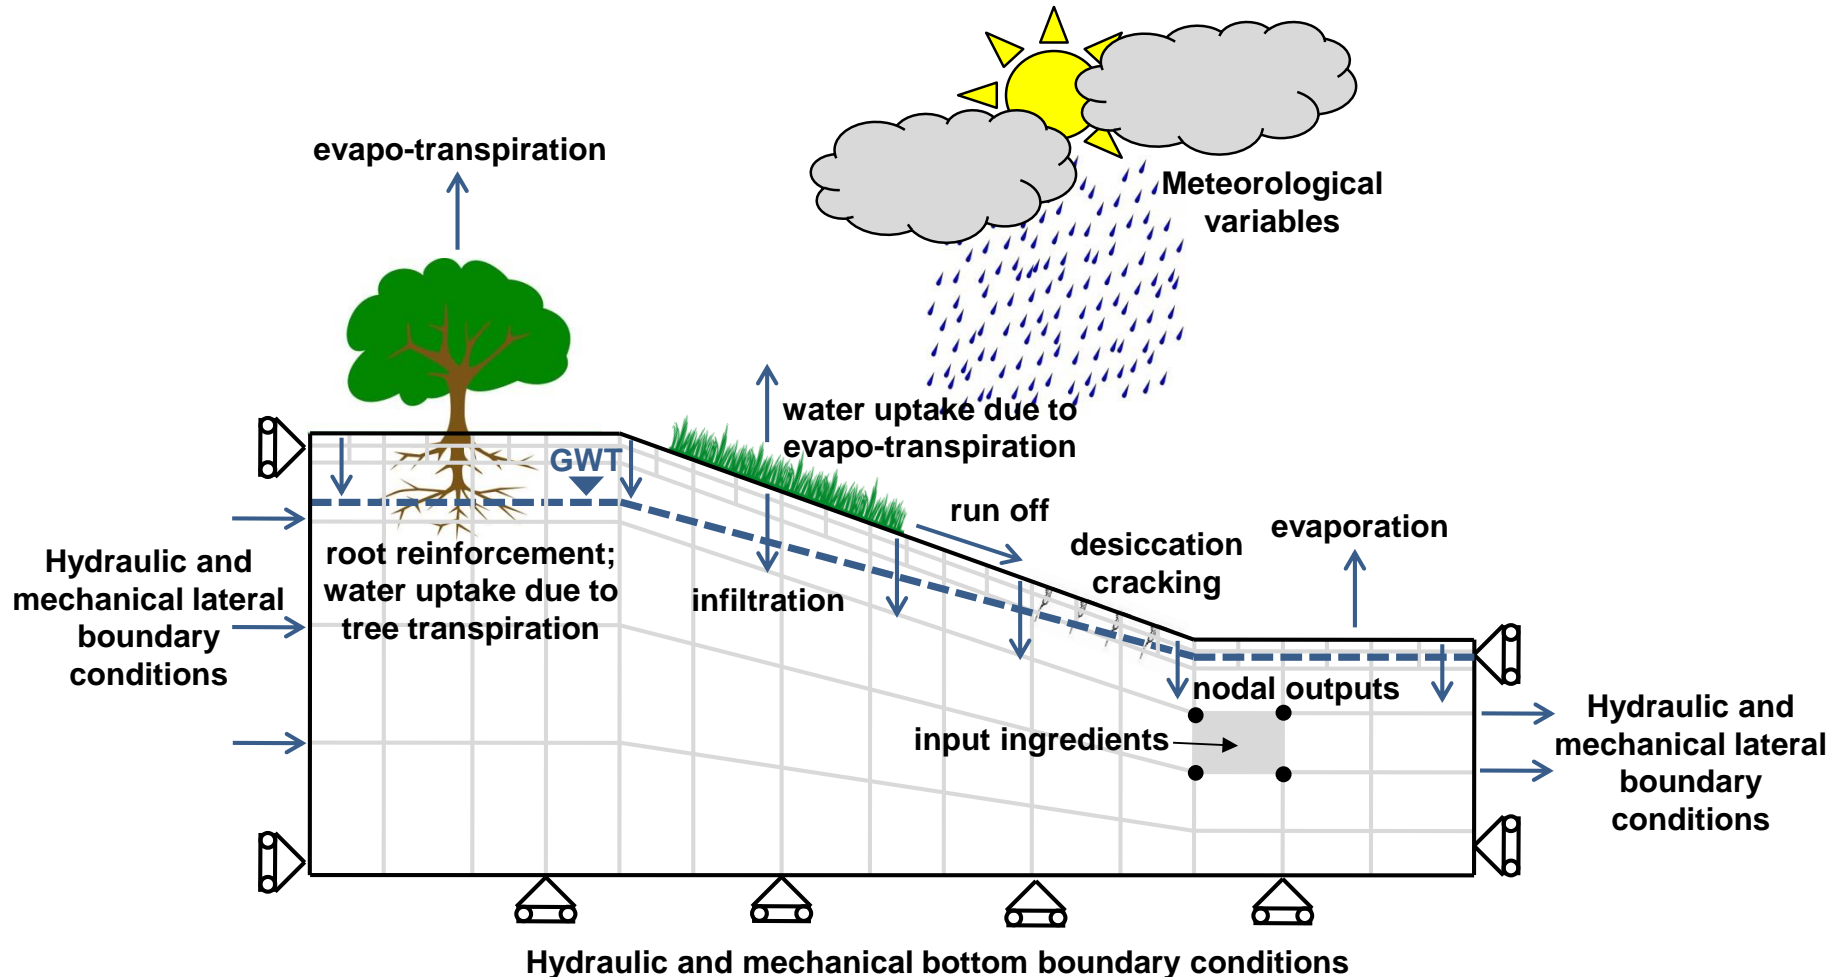 evapo-transpiration
Meteorological
variables
water uptake due to
evapo-transpiration
GWT
run off
evaporation
desiccation
cracking
root reinforcement;
water uptake due to
tree transpiration
Hydraulic and
mechanical lateral
boundary
conditions
infiltration
nodal outputs
input ingredients
Hydraulic and
mechanical lateral
boundary
conditions
Hydraulic and mechanical bottom boundary conditions